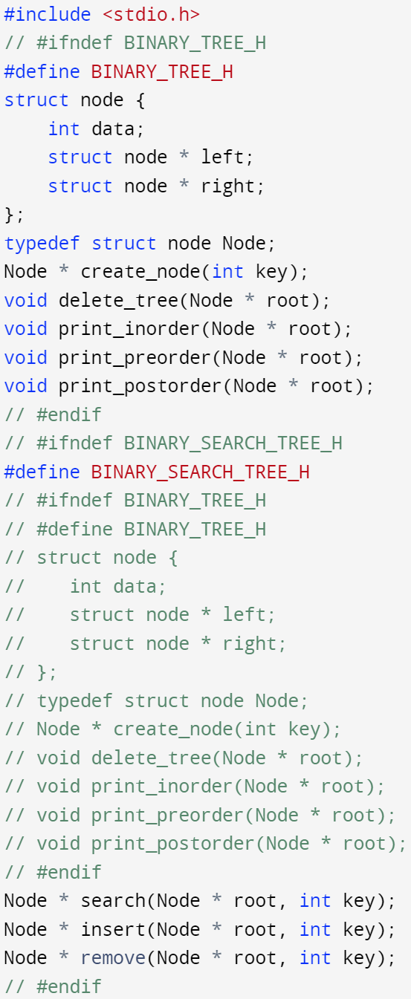 #include <stdio.h>
// #ifndef BINARY_TREE_H
#define BINARY_TREE_H
struct node {
    int data;
    struct node * left;
    struct node * right;
};
typedef struct node Node;
Node * create_node(int key);
void delete_tree(Node * root);
void print_inorder(Node * root);
void print_preorder(Node * root);
void print_postorder(Node * root);
// #endif
// #ifndef BINARY_SEARCH_TREE_H
#define BINARY_SEARCH_TREE_H
// #ifndef BINARY_TREE_H
// #define BINARY_TREE_H
// struct node {
//    int data;
//    struct node * left;
//    struct node * right;
// };
// typedef struct node Node;
// Node * create_node(int key);
// void delete_tree(Node * root);
// void print_inorder(Node * root);
// void print_preorder(Node * root);
// void print_postorder(Node * root);
// #endif
Node * search(Node * root, int key);
Node * insert(Node * root, int key);
Node * remove(Node * root, int key);
// #endif